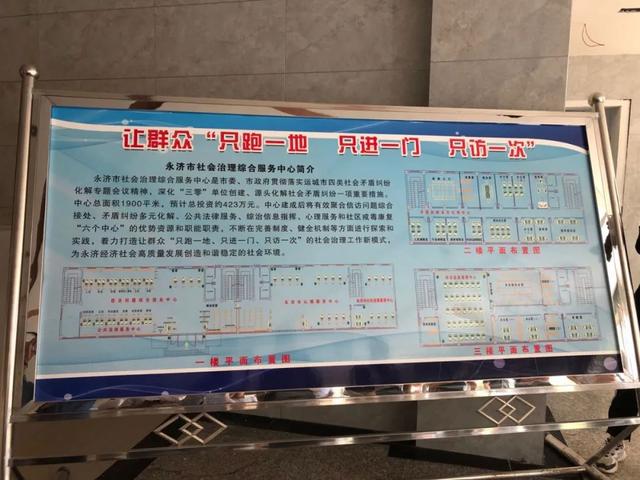 让群众“只跑一地 只进一门 只访一次”
永济市社会治理综合服务中心简介
永济市社会治理综合服务中心是市委、市政府贯彻落实运城市四类社会矛盾纠纷
化解专题会议精神、深化“三零”单位创建、源头化解社会矛盾纠纷一项重要措施。
中心总面积1900平米，预计总投资约423万元。中心建成后将有效聚合信访问题综合
接处、矛盾纠纷多元化解、公共法律服务、综治信息指挥、心理服务和社区戒毒康复
“六个中心”的优势资源和职能职责，不断在完善制度、健全机制等方面进行探索和
实践，着力打造让群众“只跑一地、只进一门、只访一次”的社会治理工作新模式，
为永济经济社会高质量发展创造和谐稳定的社会环境。
二楼平面布置图
一楼平面布置图
三楼平面布置图